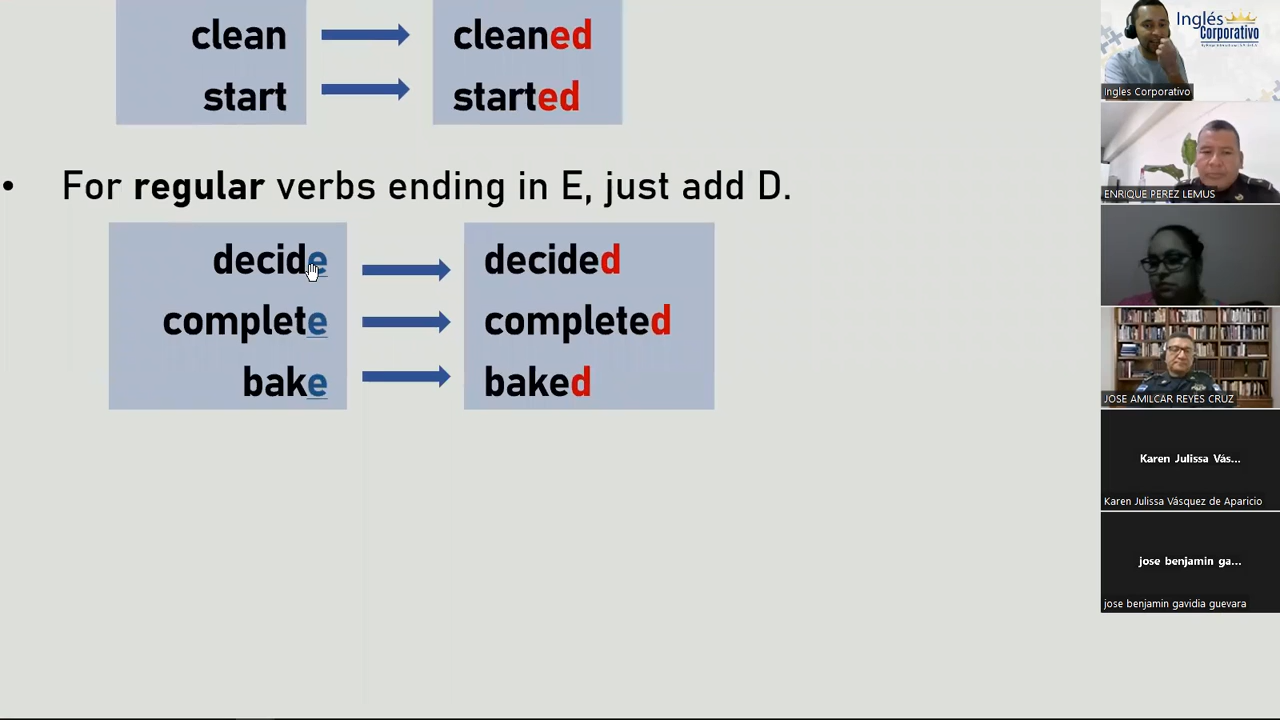 clean cleaned
start started
• For regular verbs ending in E, just add D.
decide decided
complete completed
bake baked
Inglés
Corporativo
Ingles Corporativo
ENRIQUE PEREZ LEMUS
JOSE AMILCAR REYES CRUZ
Karen Julissa Vás...
Karen Julissa Vásquez de Aparicio
jose benjamin ga...
jose benjamin gavidia guevara